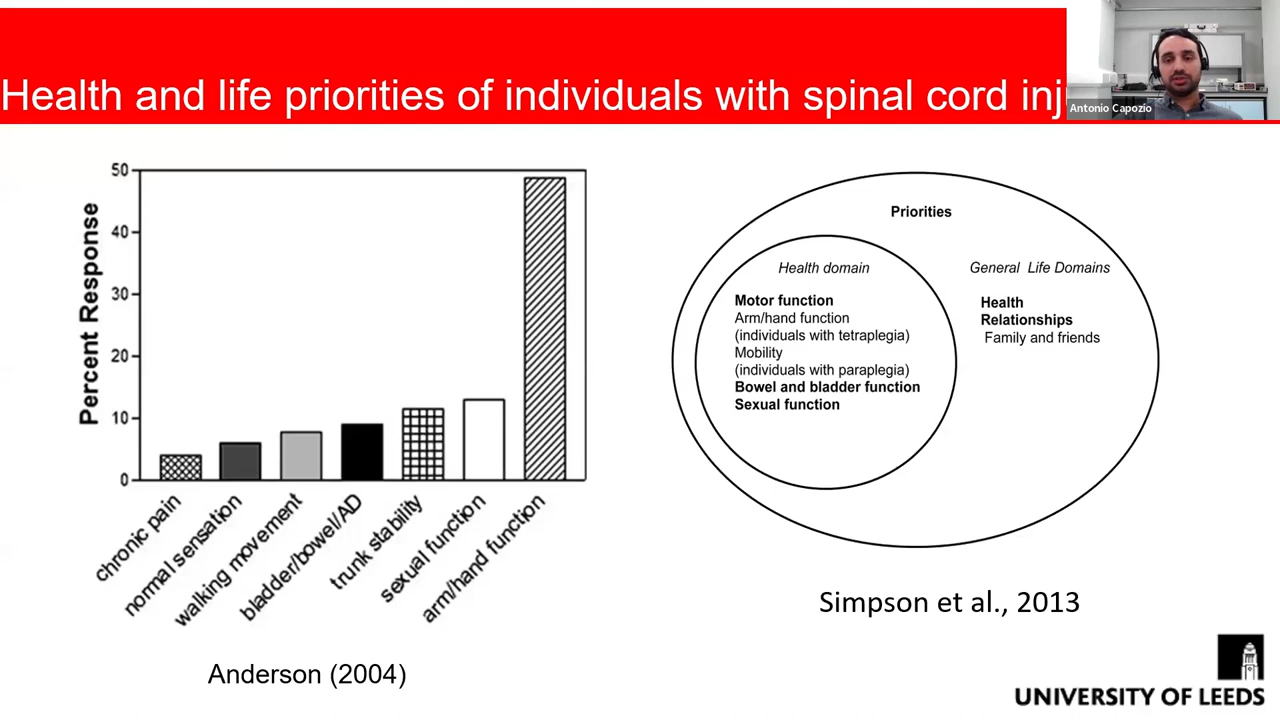 Health and life priorities of individuals with spinal cord inj
Antonio Capozio
Percent Response
50
40
30
20
10
0
chronic pain
normal sensation
walking movement
bladder/bowel/AD
trunk stability
sexual function
arm/hand function
Anderson (2004)
Priorities
Health domain
General Life Domains
Motor function
Arm/hand function
(individuals with tetraplegia)
Mobility
(individuals with paraplegia)
Bowel and bladder function
Sexual function
Health
Relationships
Family and friends
Simpson et al., 2013
UNIVERSITY OF LEEDS